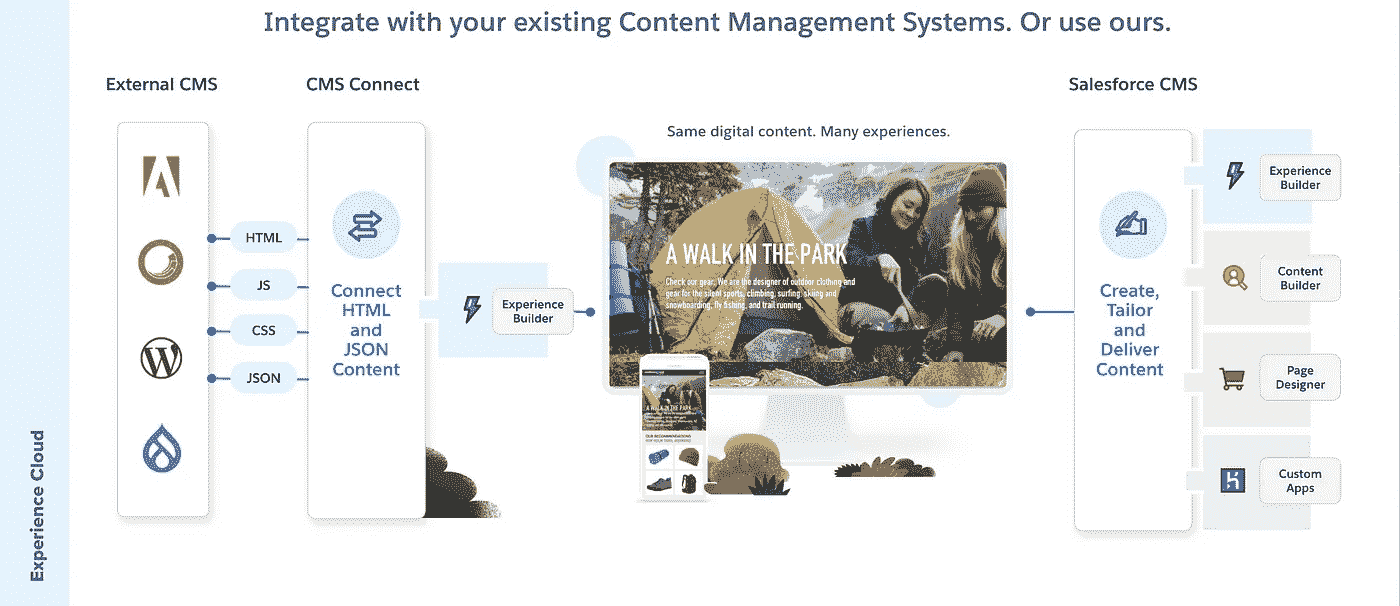 Integrate with your existing Content Management Systems. Or use ours.
External CMS
CMS Connect
Salesforce CMS
Same digital content. Many experiences.
HTML
JS
CSS
JSON
Connect
HTML
and
JSON
Content
Experience
Builder
A WALK IN THE PARK
Check our gear. We are the designer of outdoor clothing and
gear for the silent sports, climbing, surfing, skiing and
snowboarding, fly fishing, and trail running.
A WALK IN THE PARK
OUR RECOMMENDATIONS
Create,
Tailor
and
Deliver
Content
Experience
Builder
Content
Builder
Page
Designer
Custom
Apps
Experience Cloud